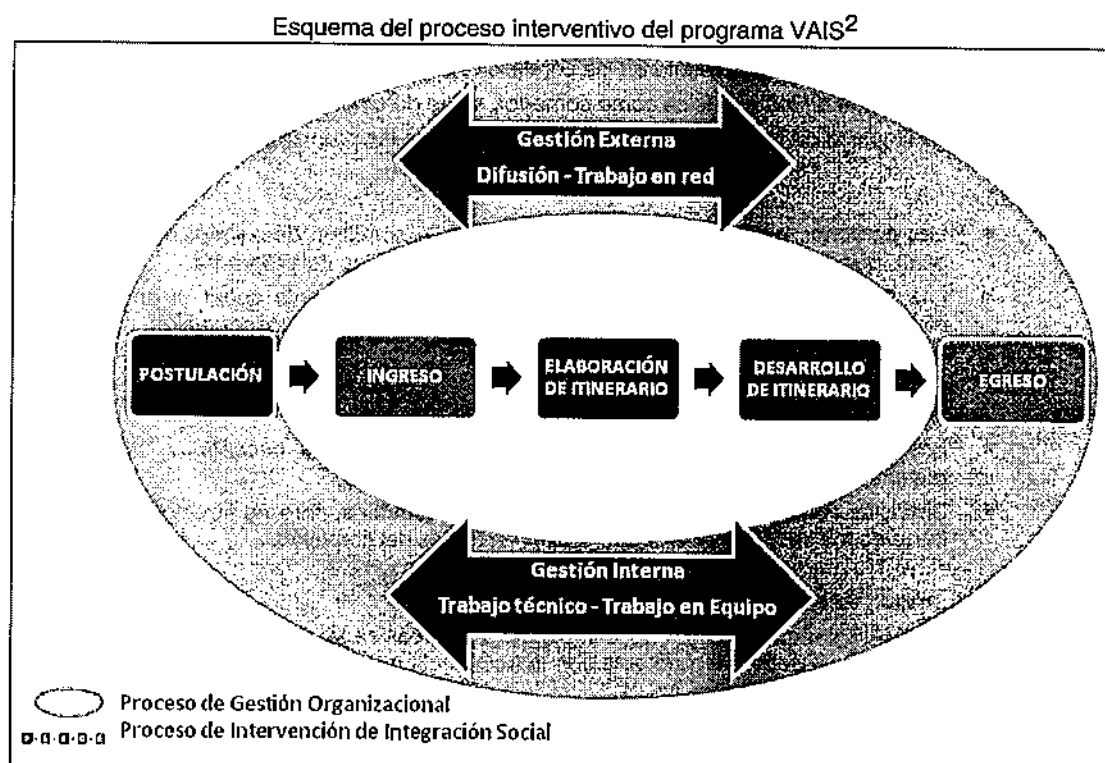 Esquema del proceso interventivo del programa VAIS²
Gestión Externa
Difusión - Trabajo en red
POSTULACIÓN
INGRESO
ELABORACIÓN
DE ITINERARIO
DESARROLLO
DE ITINERARIO
EGRESO
Gestión Interna
Trabajo técnico - Trabajo en Equipo
Proceso de Gestión Organizacional
Proceso de Intervención de Integración Social